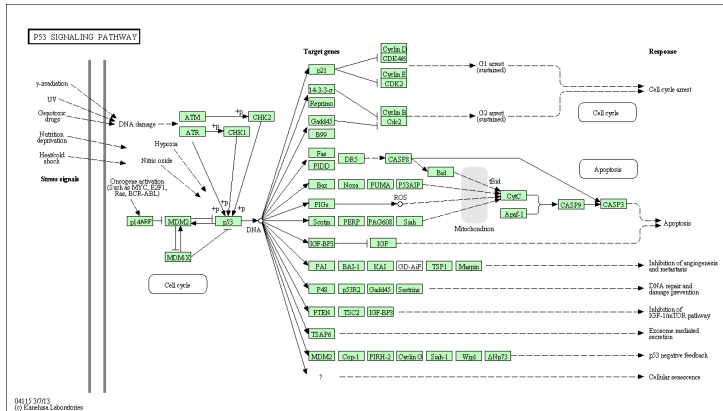 P53 SIGNALING PATHWAY
Target genes
Response
Cyclin D
CDK4/6
p21
Cyclin E
CDK2
G1 arrest
(sustained)
Cell cycle arrest
14-3-3-σ
Reprimo
Cyclin B
Cdc2
G2 arrest
(sustained)
Gadd45
B99
Cell cycle
γ-irradiation
UV
Genotoxic
drugs
Nutrition
deprivation
Heat/cold
shock
Stress signals
DNA damage
ATM
+p
CHK2
ATR
+p
CHK1
Hypoxia
Nitric oxide
Oncogene activation
(Such as MYC, E2F1,
Ras, BCR-ABL)
+p
+p
+p
p14ARF
MDM2
p53
DNA
MDM-X
Cell cycle
Fas
PIDD
DR5
CASP8
Bid
tBid
Apoptosis
Bax
Noxa
PUMA
P53AIP
ROS
PIGs
CytC
Apaf-1
CASP9
CASP3
Mitochondrion
Scotin
PERP
PAG608
Siah
Apoptosis
IGF-BP3
IGF
PAI
BAI-1
KAI
GD-AiF
TSP1
Maspin
Inhibition of angiogenesis
and metastasis
P48
p53R2
Gadd45
Sestrins
DNA repair and
damage prevention
PTEN
TSC2
IGF-BP3
Inhibition of
IGF-1/mTOR pathway
TSAP6
Exosome mediated
secretion
MDM2
Cop-1
PIRH-2
Cyclin G
Siah-1
Wip1
ΔNp73
p53 negative feedback
?
Cellular senescence
04115 3/7/13
(c) Kanehisa Laboratories